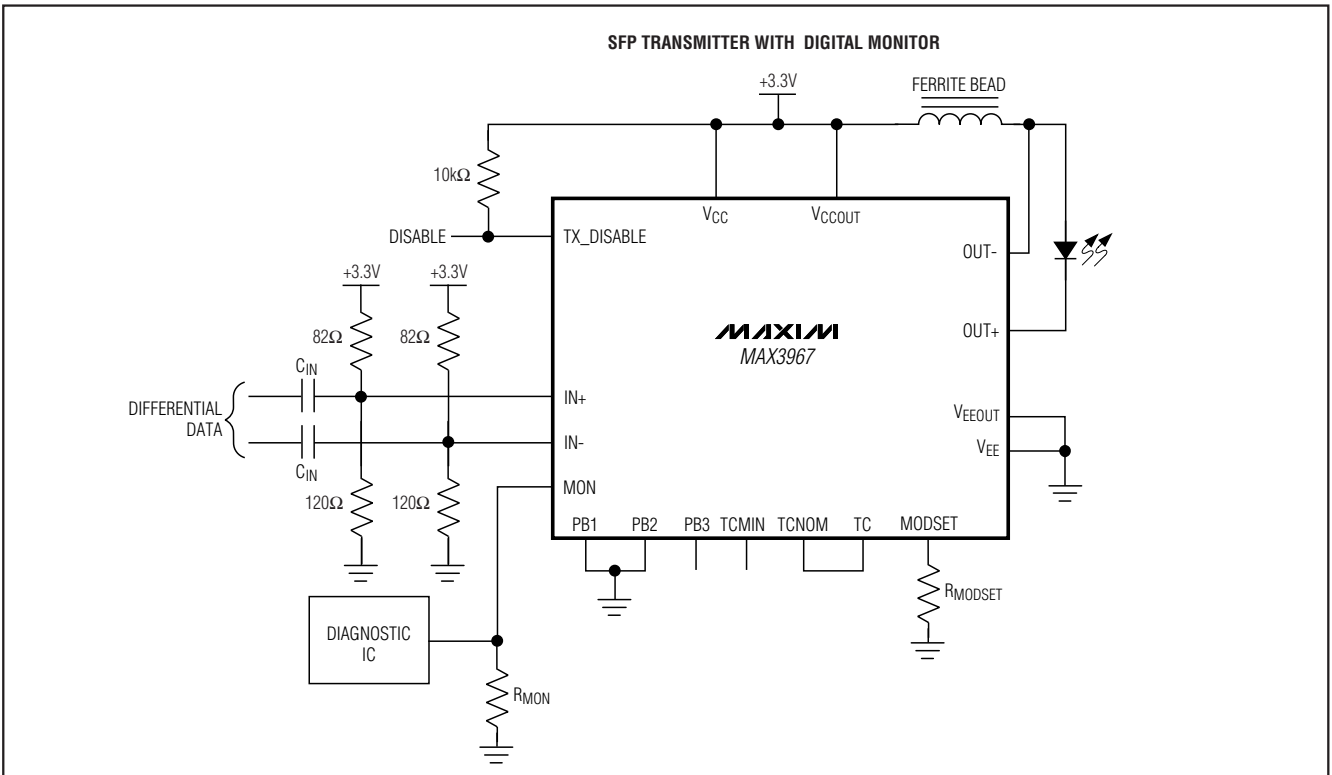 SFP TRANSMITTER WITH DIGITAL MONITOR
+3.3V
FERRITE BEAD
10kΩ
VCC
VCCOUT
DISABLE
TX_DISABLE
OUT-
+3.3V
+3.3V
82Ω
82Ω
MAXIM
MAX3967
OUT+
CIN
DIFFERENTIAL
DATA
IN+
IN-
CIN
VEEOUT
VEE
120Ω
120Ω
MON
PB1
PB2
PB3
TCMIN
TCNOM
TC
MODSET
RMODSET
DIAGNOSTIC
IC
RMON